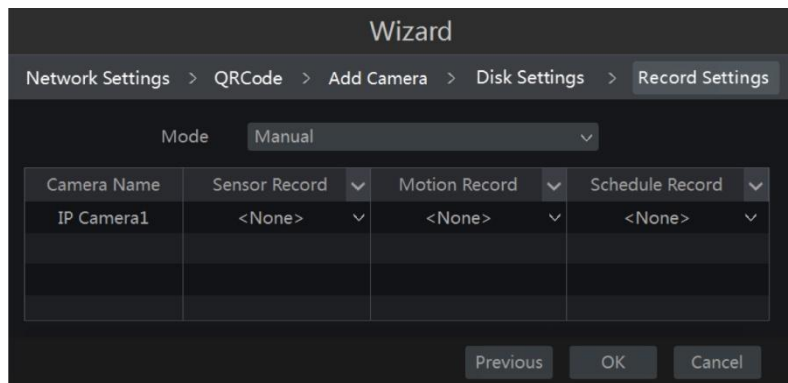 Wizard
Network Settings > QRCode > Add Camera > Disk Settings > Record Settings
Mode Manual
Camera Name Sensor Record Motion Record Schedule Record
IP Camera1 <None> <None> <None>
Previous OK Cancel